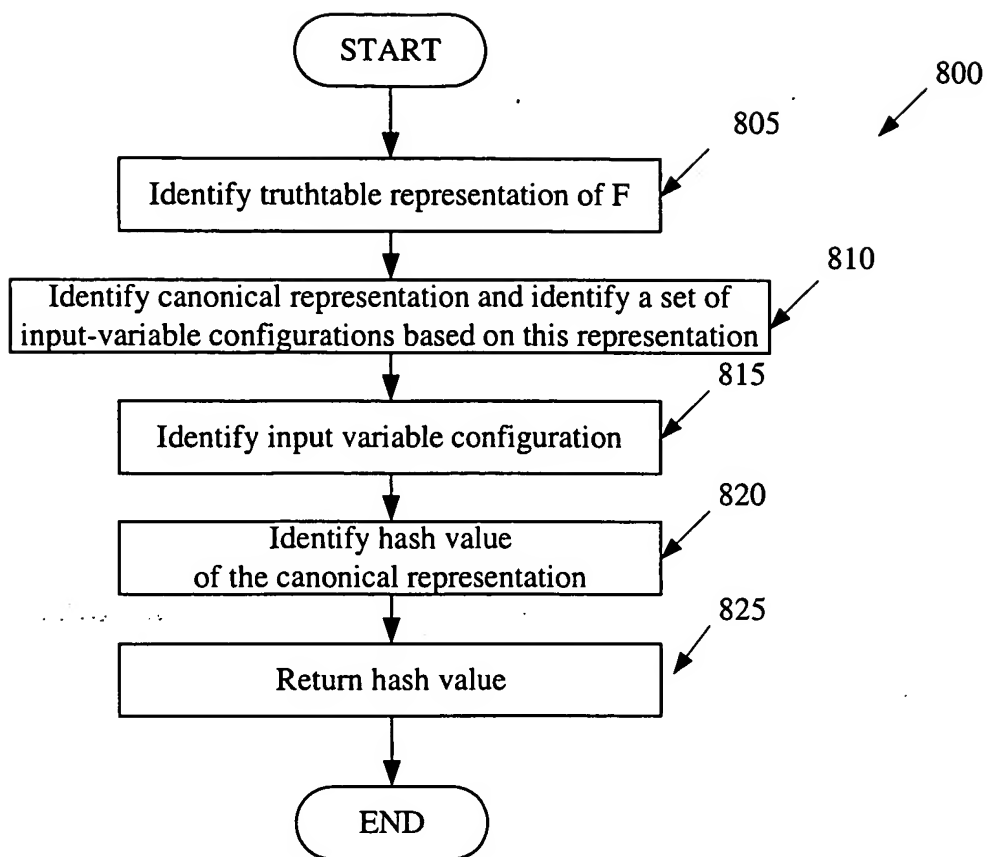 START
800
805
Identify truthtable representation of F
810
Identify canonical representation and identify a set of
input-variable configurations based on this representation
815
Identify input variable configuration
820
Identify hash value
of the canonical representation
825
Return hash value
END